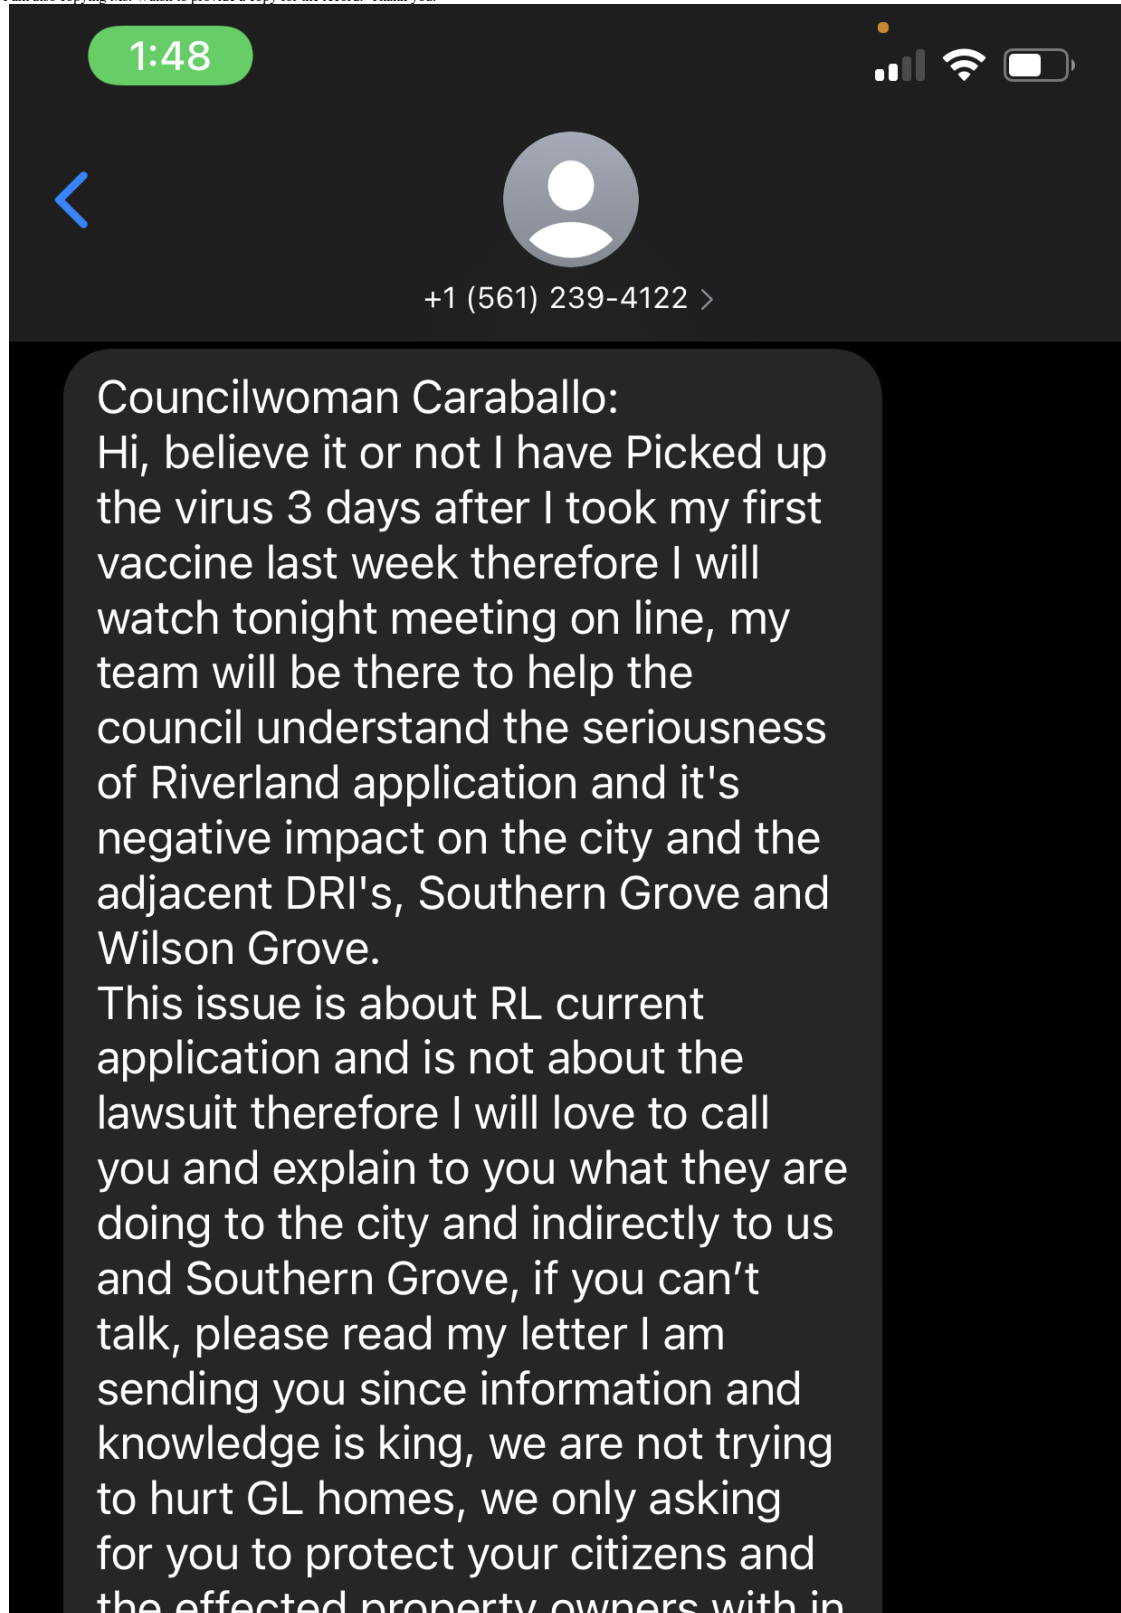 1:48
+1 (561) 239-4122
Councilwoman Caraballo:
Hi, believe it or not I have Picked up
the virus 3 days after I took my first
vaccine last week therefore I will
watch tonight meeting on line, my
team will be there to help the
council understand the seriousness
of Riverland application and it's
negative impact on the city and the
adjacent DRI's, Southern Grove and
Wilson Grove.
This issue is about RL current
application and is not about the
lawsuit therefore I will love to call
you and explain to you what they are
doing to the city and indirectly to us
and Southern Grove, if you can’t
talk, please read my letter I am
sending you since information and
knowledge is king, we are not trying
to hurt GL homes, we only asking
for you to protect your citizens and
the effected property owners with in